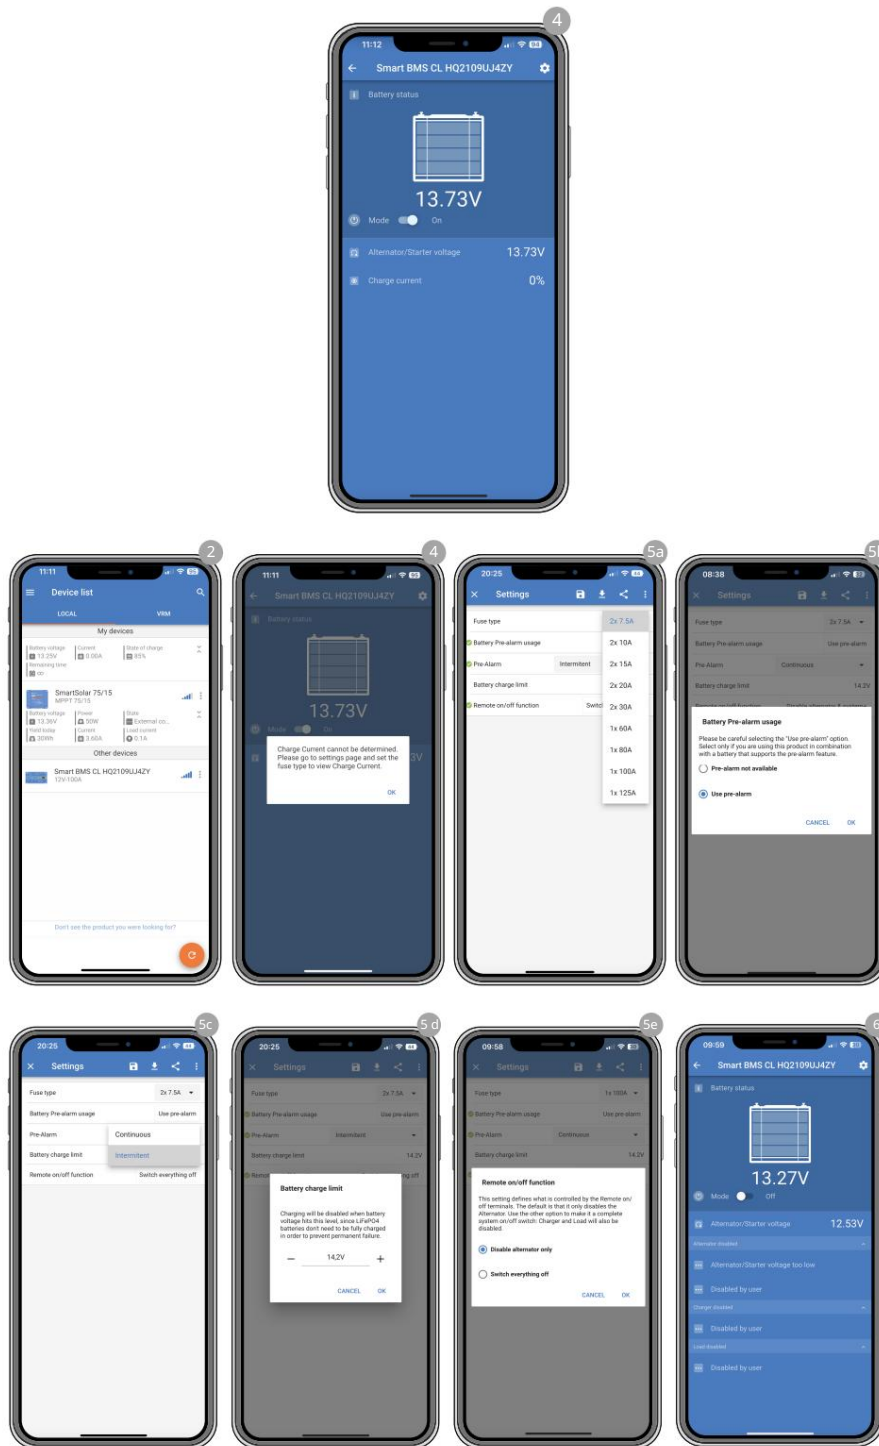 4
11:12
94
Smart BMS CL HQ2109UJ4ZY
Battery status
13.73V
Mode On
Alternator/Starter voltage 13.73V
Charge current 0%
2
11:11
95
Device list
LOCAL VRM
My devices
Battery voltage Current State of charge
13.25V 0.00A 85%
Remaining time
∞
SmartSolar 75/15
MPPT 75/15
Battery voltage Power State
13.36V 50W External co...
Yield today Current Load current
30Wh 3.60A 0.1A
Other devices
Smart BMS CL HQ2109UJ4ZY
12V-100A
Don't see the product you were looking for?
4
11:11
95
Smart BMS CL HQ2109UJ4ZY
Battery status
13.73V
Mode On
3V
Charge Current cannot be determined.
Please go to settings page and set the
fuse type to view Charge Current.
OK
5a
20:25
44
Settings
Fuse type 2x 7.5A
Battery Pre-alarm usage 2x 10A
Pre-Alarm Intermitent 2x 15A
Battery charge limit 2x 20A
Remote on/off function Switc 2x 30A
1x 60A
1x 80A
1x 100A
1x 125A
08:38
Settings
Fuse type 2x 7.5A
Battery Pre-alarm usage Use pre-alarm
Pre Alarm Continuous
Battery charge limit 14.2V
Remote on/off function Disable alternator
Battery Pre-alarm usage
Please be careful selecting the "Use pre-alarm" option.
Select only if you are using this product in combination
with a battery that supports the pre-alarm feature.
Pre-alarm not available
Use pre-alarm
CANCEL OK
5c
20:25
44
Settings
Fuse type 2x 7.5A
Battery Pre-alarm usage Use pre-alarm
Pre-Alarm Continuous
Battery charge limit Intermitent
Remote on/off function Switch everything off
5 d
20:25
44
Settings
Fuse type 2x 7.5A
Battery Pre-alarm usage Use pre-alarm
Pre-Alarm Intermitent
Battery charge limit 14.2V
ng off
Battery charge limit
Charging will be disabled when battery
voltage hits this level, since LiFePO4
batteries don't need to be fully charged
in order to prevent permanent failure.
— 14,2V +
CANCEL OK
5e
09:58
Settings
Fuse type 1x 100A
Battery Pre-alarm usage Use pre-alarm
Pre-Alarm Continuous
Battery charge limit 14.2V
Remote on/off function
This setting defines what is controlled by the Remote on/
off terminals. The default is that it only disables the
Alternator. Use the other option to make it a complete
system on/off switch: Charger and Load will also be
disabled.
Disable alternator only
Switch everything off
CANCEL OK
6
09:59
Smart BMS CL HQ2109UJ4ZY
Battery status
13.27V
Mode Off
Alternator/Starter voltage 12.53V
Alternator disabled
Alternator/Starter voltage too low
Disabled by user
Charger disabled
Disabled by user
Load disabled
Disabled by user